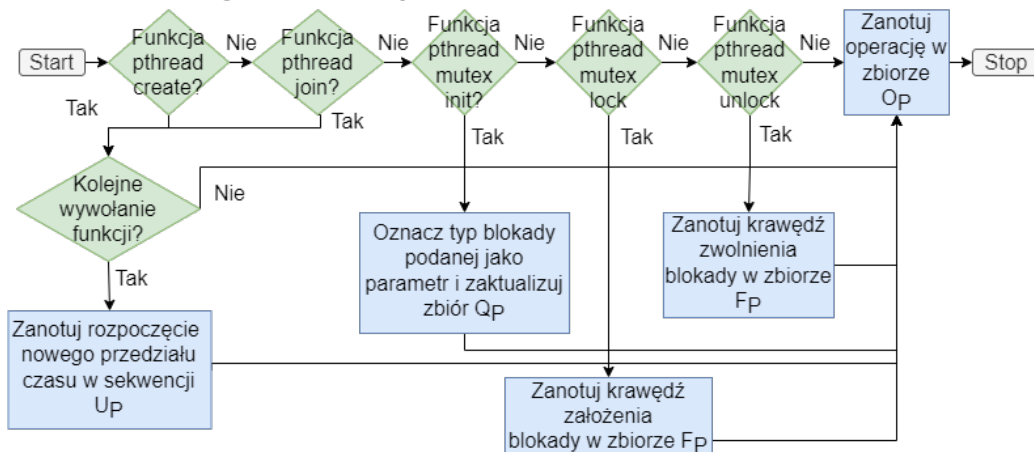 Start
Funkcja
pthread
create?
Nie
Funkcja
pthread
join?
Nie
Funkcja
pthread
mutex
init?
Nie
Funkcja
pthread
mutex
lock
Nie
Funkcja
pthread
mutex
unlock
Nie
Zanotuj
operację w
zbiorze
OP
Stop
Tak
Tak
Tak
Tak
Tak
Kolejne
wywołanie
funkcji?
Nie
Tak
Oznacz typ blokady
podanej jako
parametr i zaktualizuj
zbiór QP
Zanotuj krawędź
zwolnienia
blokady w zbiorze
FP
Zanotuj rozpoczęcie
nowego przedziału
czasu w sekwencji
UP
Zanotuj krawędź
założenia
blokady w zbiorze FP